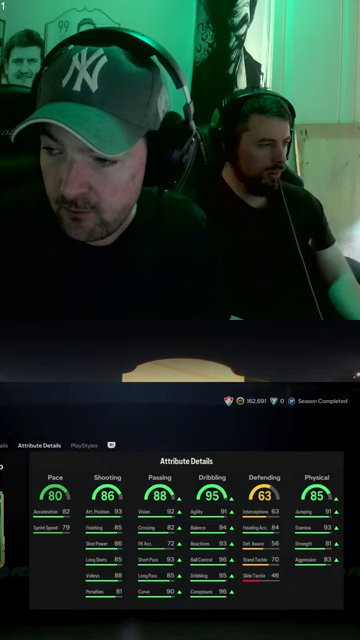 1
99
NY
162,691 0 Season Completed
ails Attribute Details PlayStyles
Attribute Details
Pace Shooting Passing Dribbling Defending Physical
80 86 88 95 63 85
Acceleration 82 Att. Position 93 Vision 92 Agility 91 Interceptions 63 Jumping 91
Sprint Speed 79 Finishing 85 Crossing 82 Balance 94 Heading Acc. 84 Stamina 93
Shot Power 86 FK Acc. 72 Reactions 93 Def. Aware 56 Strength 81
Long Shots 85 Short Pass 93 Ball Control 96 Stand Tackle 70 Aggression 83
Volleys 88 Long Pass 85 Dribbling 95 Slide Tackle 46
Penalties 81 Curve 90 Composure 96